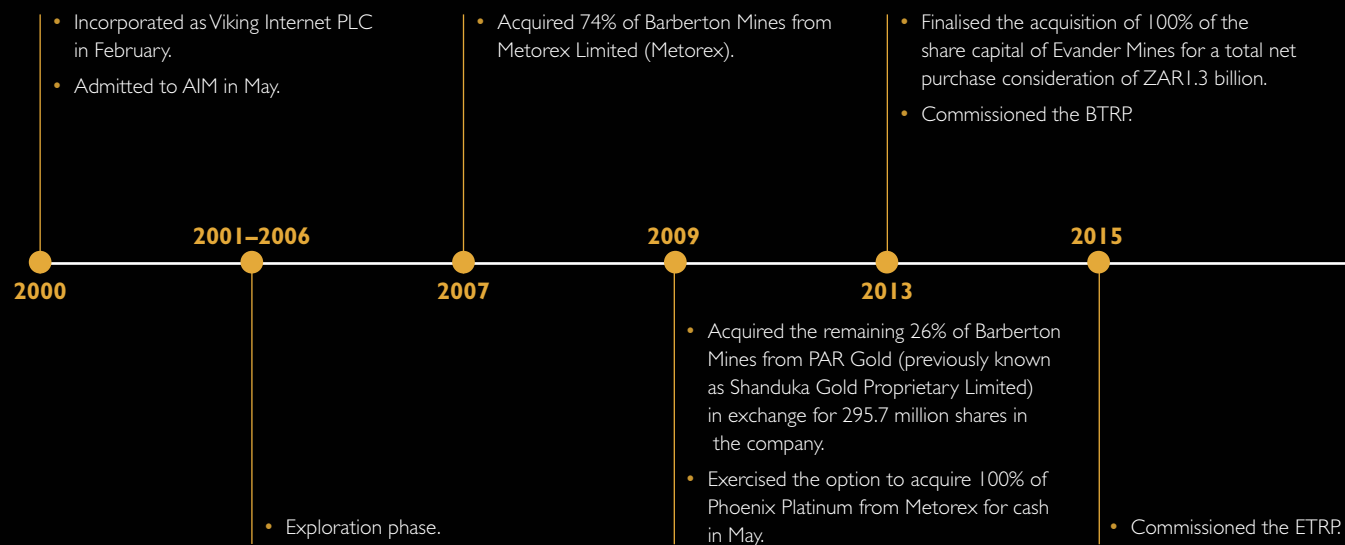 • Incorporated as Viking Internet PLC
in February.
• Admitted to AIM in May.
2000
2001–2006
• Exploration phase.
• Acquired 74% of Barberton Mines from
Metorex Limited (Metorex).
2007
2009
• Acquired the remaining 26% of Barberton
Mines from PAR Gold (previously known
as Shanduka Gold Proprietary Limited)
in exchange for 295.7 million shares in
the company.
• Exercised the option to acquire 100% of
Phoenix Platinum from Metorex for cash
in May.
• Finalised the acquisition of 100% of the
share capital of Evander Mines for a total net
purchase consideration of ZAR1.3 billion.
• Commissioned the BTRP.
2013
2015
• Commissioned the ETRP.